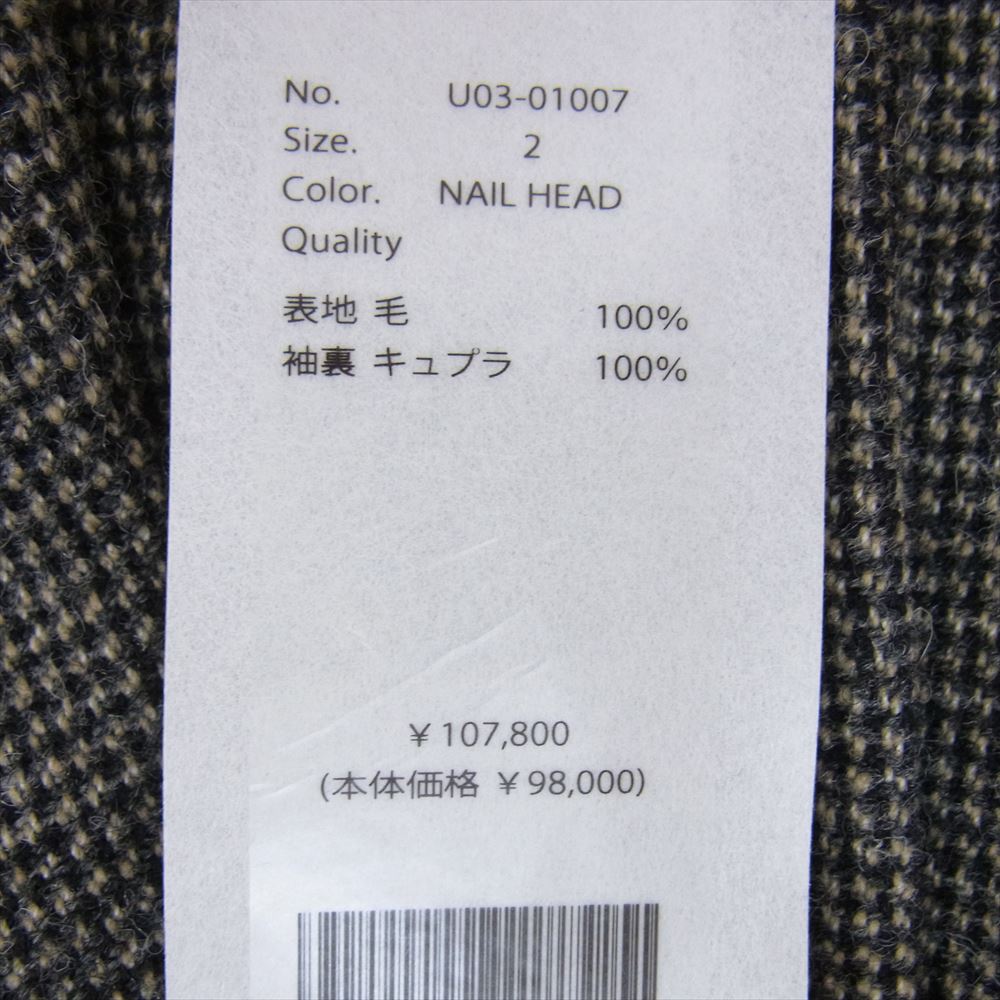 No. U03-01007
Size. 2
Color. NAIL HEAD
Quality
表地 毛 100%
袖裏 キュプラ 100%
¥107,800
(本体価格 ¥98,000)